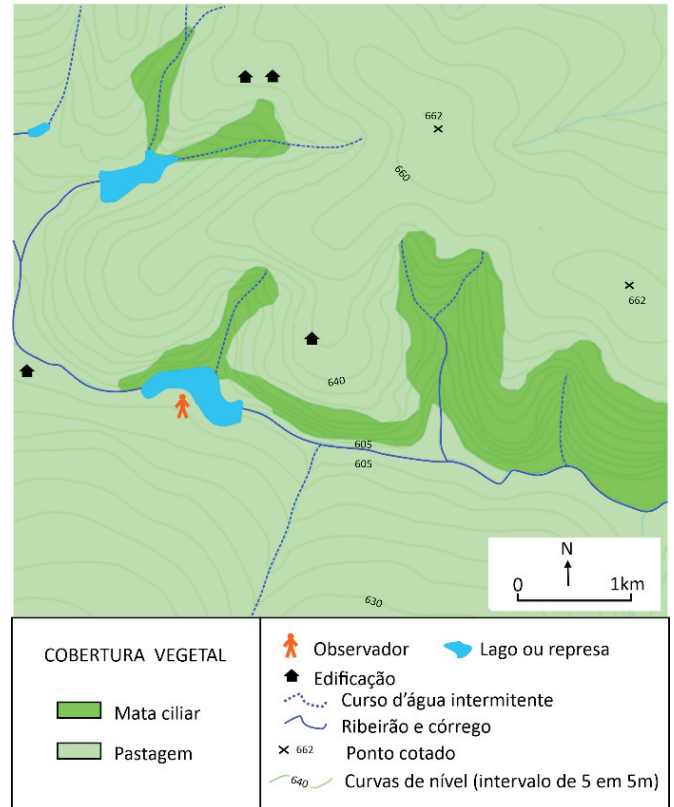 662
660
662
640
605
605
N
0 1km
630
COBERTURA VEGETAL
Mata ciliar
Pastagem
Observador
Lago ou represa
Edificação
Curso d'água intermitente
Ribeirão e córrego
662 Ponto cotado
640 Curvas de nível (intervalo de 5 em 5m)